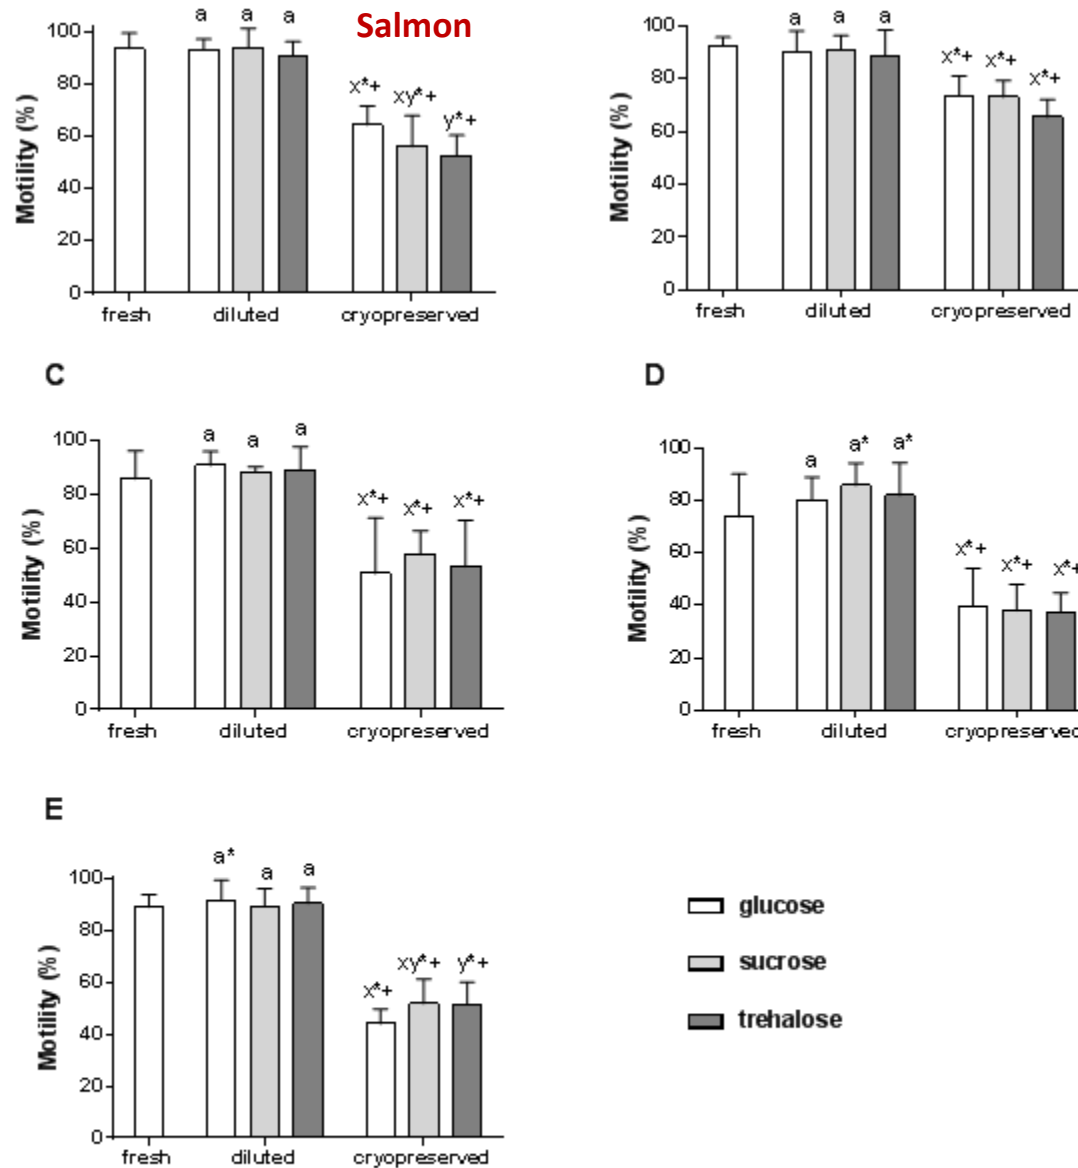 Salmon
a a a
x*+ xy*+ y*+
Motility (%)
100
80
60
40
20
0
fresh diluted cryopreserved
a a a
x*+ x*+ x*+
Motility (%)
100
80
60
40
20
0
fresh diluted cryopreserved
C
a a a
x*+ x*+ x*+
Motility (%)
100
80
60
40
20
0
fresh diluted cryopreserved
D
a a* a*
x*+ x*+ x*+
Motility (%)
100
80
60
40
20
0
fresh diluted cryopreserved
E
a* a a
x*+ xy*+ y*+
Motility (%)
100
80
60
40
20
0
fresh diluted cryopreserved
glucose
sucrose
trehalose